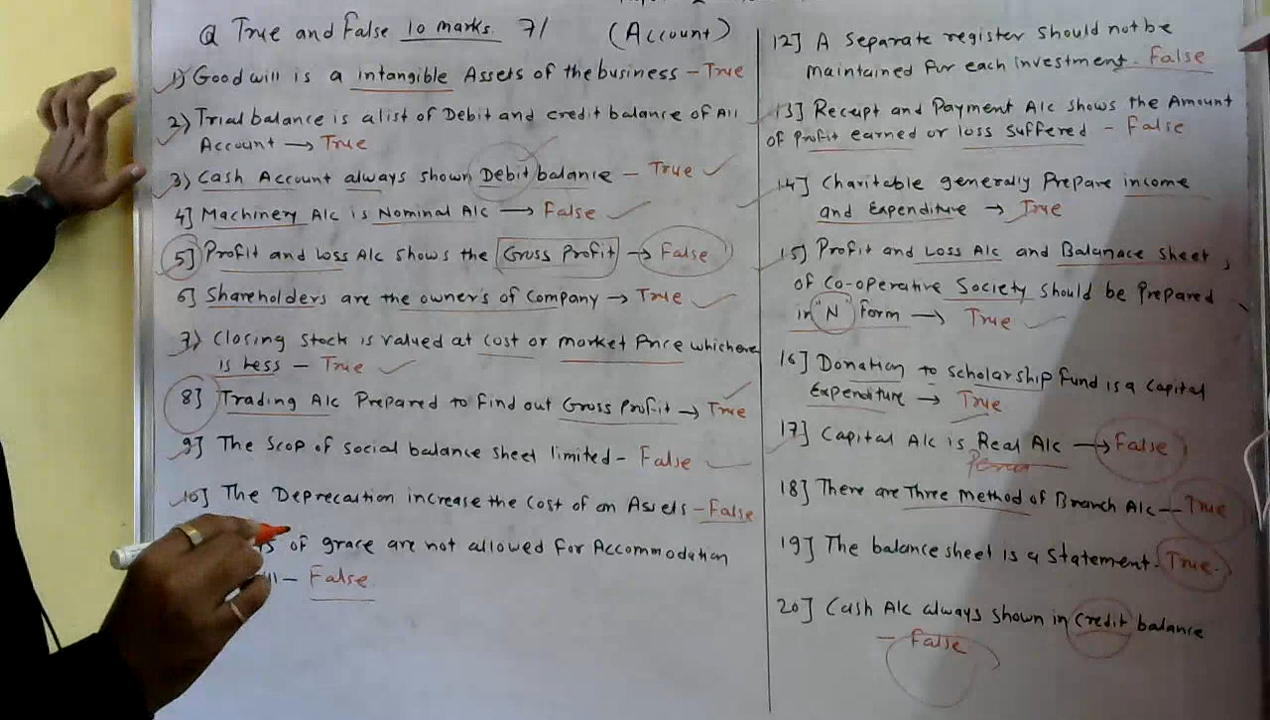 Q True and False 10 marks. 71 (Account)
1) Good will is a intangible Assets of the business - True
2) Trial balance is a list of Debit and credit balance of All
Account → True
3) Cash Account always shown Debit balance - True
4] Machinery A/c is Nominal A/c → False
5] Profit and Loss A/c shows the Gross Profit → False
6] Shareholders are the owner's of company → True
7) Closing Stock is valued at cost or market Price whichever
is less - True
8] Trading A/c Prepared to find out Gross Profit → True
9] The Scop of social balance sheet limited - False
10] The Deprecaution increase the cost of an Assets - False
of grace are not allowed for Accommodation
- False
12] A Separate register should not be
maintained for each investment. False
13] Receipt and Payment A/c shows the Amount
of Profit earned or loss suffered - False
14] Charitable generally Prepare income
and Expenditure → True
15] Profit and Loss A/c and Balanace sheet,
of Co-operative Society should be prepared
in "N" form → True
16] Donation to scholarship fund is a capital
Expenditure → True
17] Capital A/c is Real A/c → False
18] There are Three method of Branch A/c - True
19] The balance sheet is a statement - True.
20] Cash A/c always shown in credit balance
- False